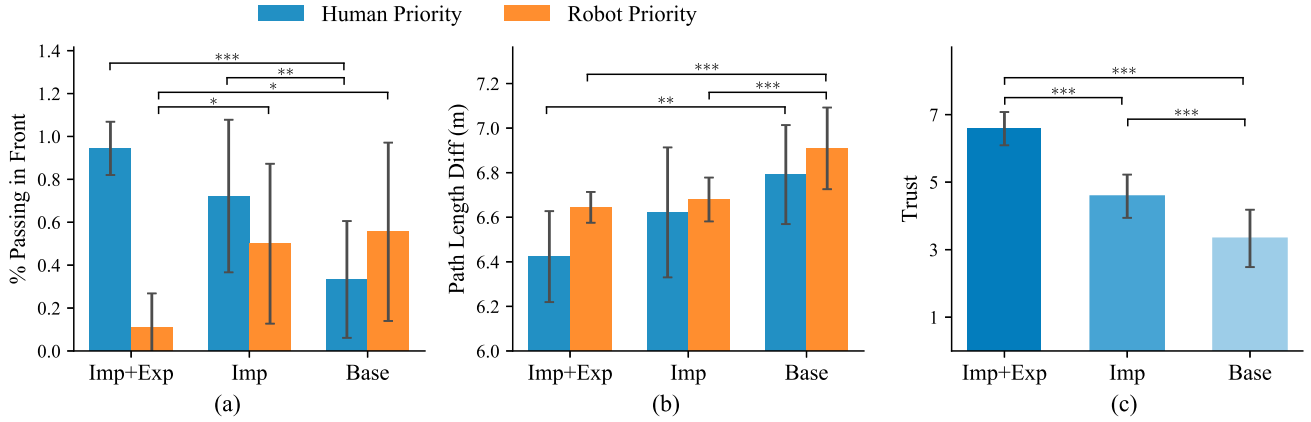 Human Priority Robot Priority
% Passing in Front
1.4
1.2
1.0
0.8
0.6
0.4
0.2
0.0
***
**
*
*
Imp+Exp Imp Base
(a)
Path Length Diff (m)
7.2
7.0
6.8
6.6
6.4
6.2
6.0
***
***
**
Imp+Exp Imp Base
(b)
Trust
7
5
3
1
***
***
***
Imp+Exp Imp Base
(c)